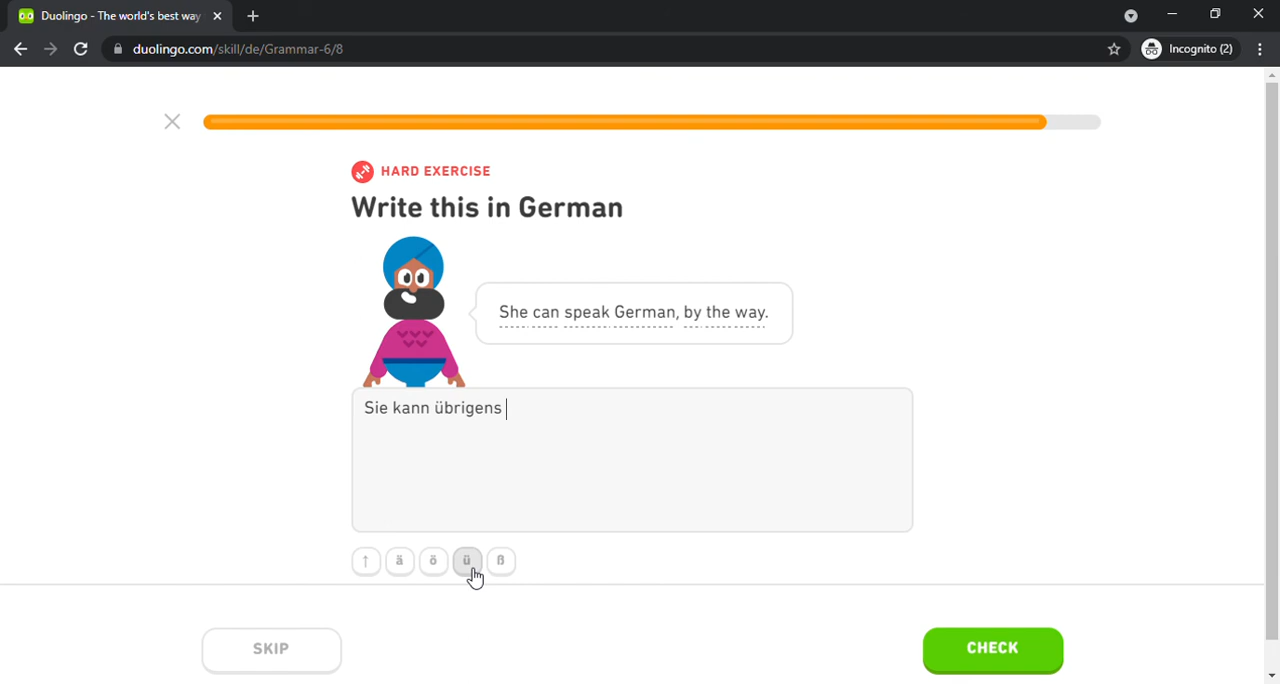 Duolingo - The world's best way
duolingo.com/skill/de/Grammar-6/8
Incognito (2)
HARD EXERCISE
Write this in German
She can speak German, by the way.
Sie kann übrigens
↑ ä ö ü ß
SKIP
CHECK